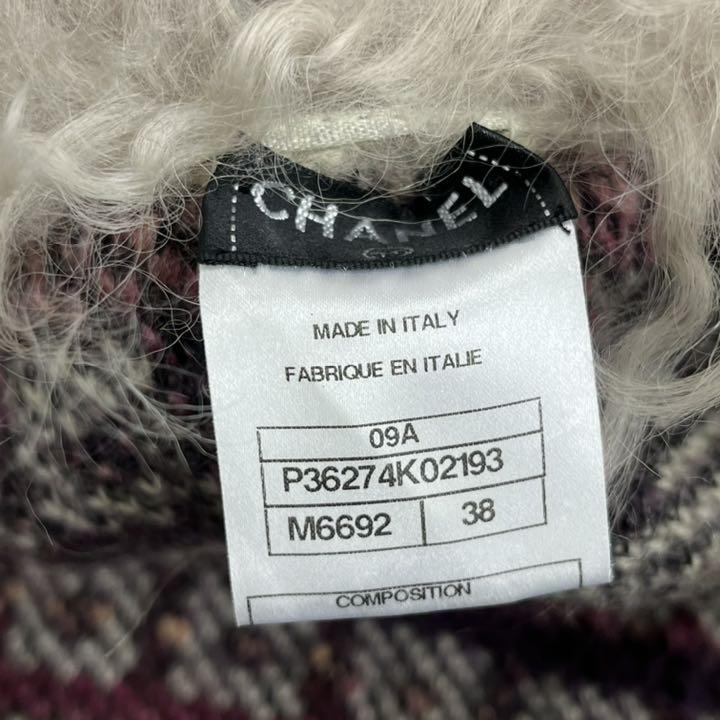 CHANEL
MADE IN ITALY
FABRIQUE EN ITALIE
09A
P36274K02193
M6692 38
COMPOSITION